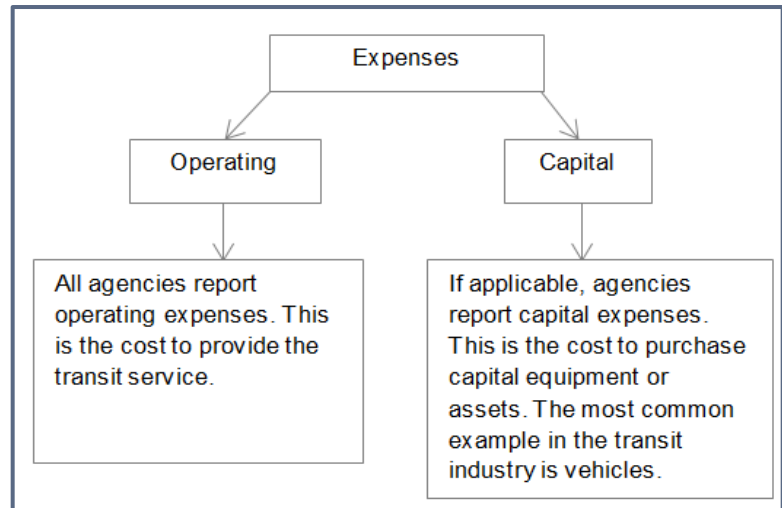 Expenses
Operating
Capital
All agencies report
operating expenses. This
is the cost to provide the
transit service.
If applicable, agencies
report capital expenses.
This is the cost to purchase
capital equipment or
assets. The most common
example in the transit
industry is vehicles.